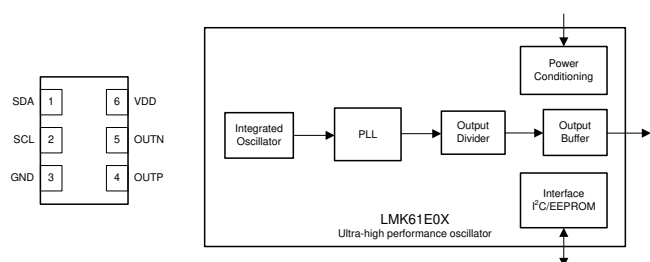 SDA 1 6 VDD
SCL 2 5 OUTN
GND 3 4 OUTP
Power
Conditioning
Integrated
Oscillator
PLL
Output
Divider
Output
Buffer
Interface
I²C/EEPROM
LMK61E0X
Ultra-high performance oscillator